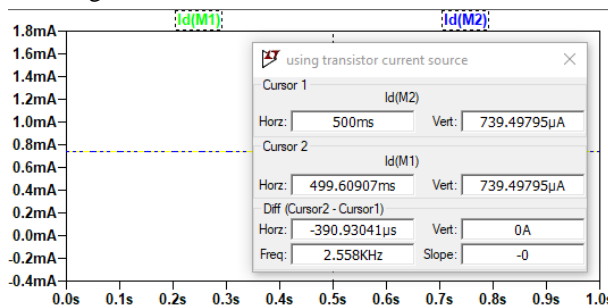 Id(M1) Id(M2)
1.8mA
1.6mA
1.4mA
1.2mA
1.0mA
0.8mA
0.6mA
0.4mA
0.2mA
0.0mA
-0.2mA
-0.4mA
0.0s 0.1s 0.2s 0.3s 0.4s 0.5s 0.6s 0.7s 0.8s 0.9s 1.0s
using transistor current source
Cursor 1
Id(M2)
Horz: 500ms Vert: 739.49795µA
Cursor 2
Id(M1)
Horz: 499.60907ms Vert: 739.49795µA
Diff (Cursor2 - Cursor1)
Horz: -390.93041µs Vert: 0A
Freq: 2.558KHz Slope: -0